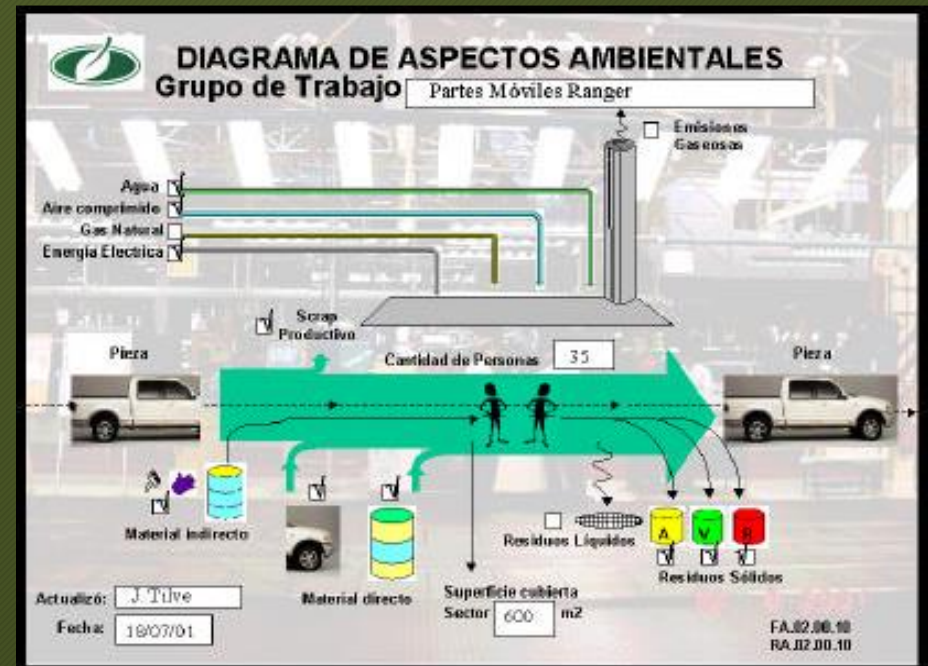 DIAGRAMA DE ASPECTOS AMBIENTALES
Grupo de Trabajo Partes Móviles Ranger
Emisiones
Gaseosas
Agua
Aire comprimido
Gas Natural
Energía Electrica
Scrap
Productivo
Pieza
Cantidad de Personas 35
Pieza
Material indirecto
Residuos Líquidos
A V R
Residuos Sólidos
Material directo
Superficie cubierta
Sector 600 m2
Actualizó: J Tilve
Fecha: 18/07/01
FA.02.00.10
RA.02.00.10